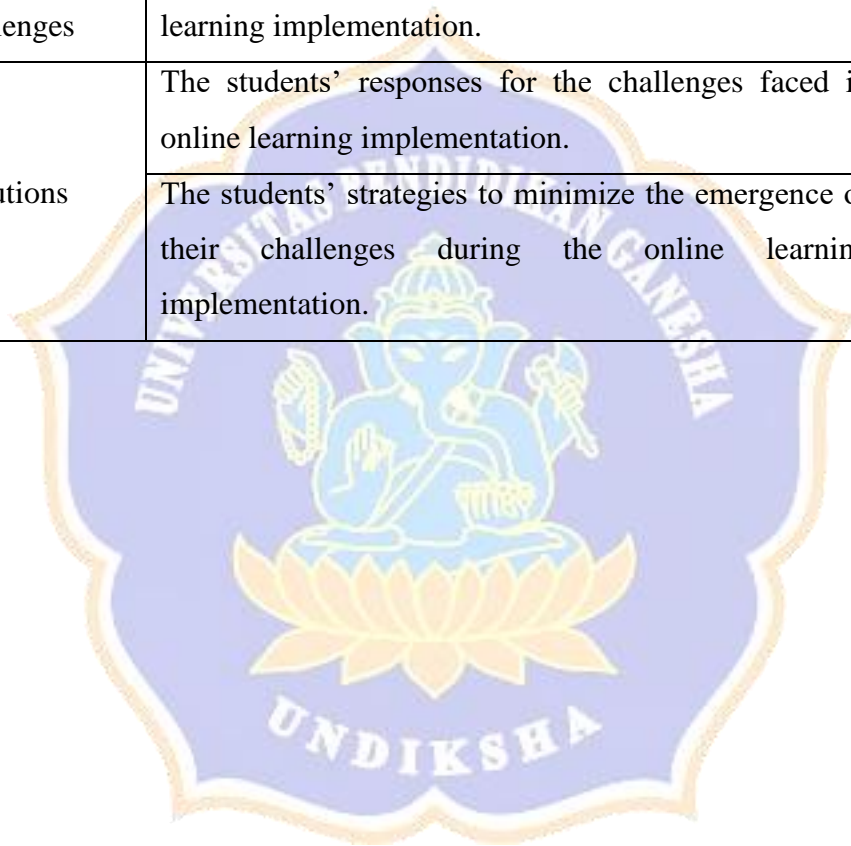 lenges learning implementation.
The students’ responses for the challenges faced i
online learning implementation.
utions
The students’ strategies to minimize the emergence o
their challenges during the online learnin
implementation.
UNIVERSITAS PENDIDIKAN GANESHA
UNDIKSHA